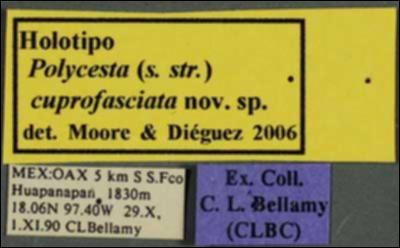 Holotipo
Polycesta (s. str.)
cuprofasciata nov. sp.
det. Moore & Diéguez 2006
MEX:OAX 5 km S S.Fco
Huapanapan, 1830m
18.06N 97.40W 29.X,
1.XI.90 CLBellamy
Ex. Coll.
C. L. Bellamy
(CLBC)